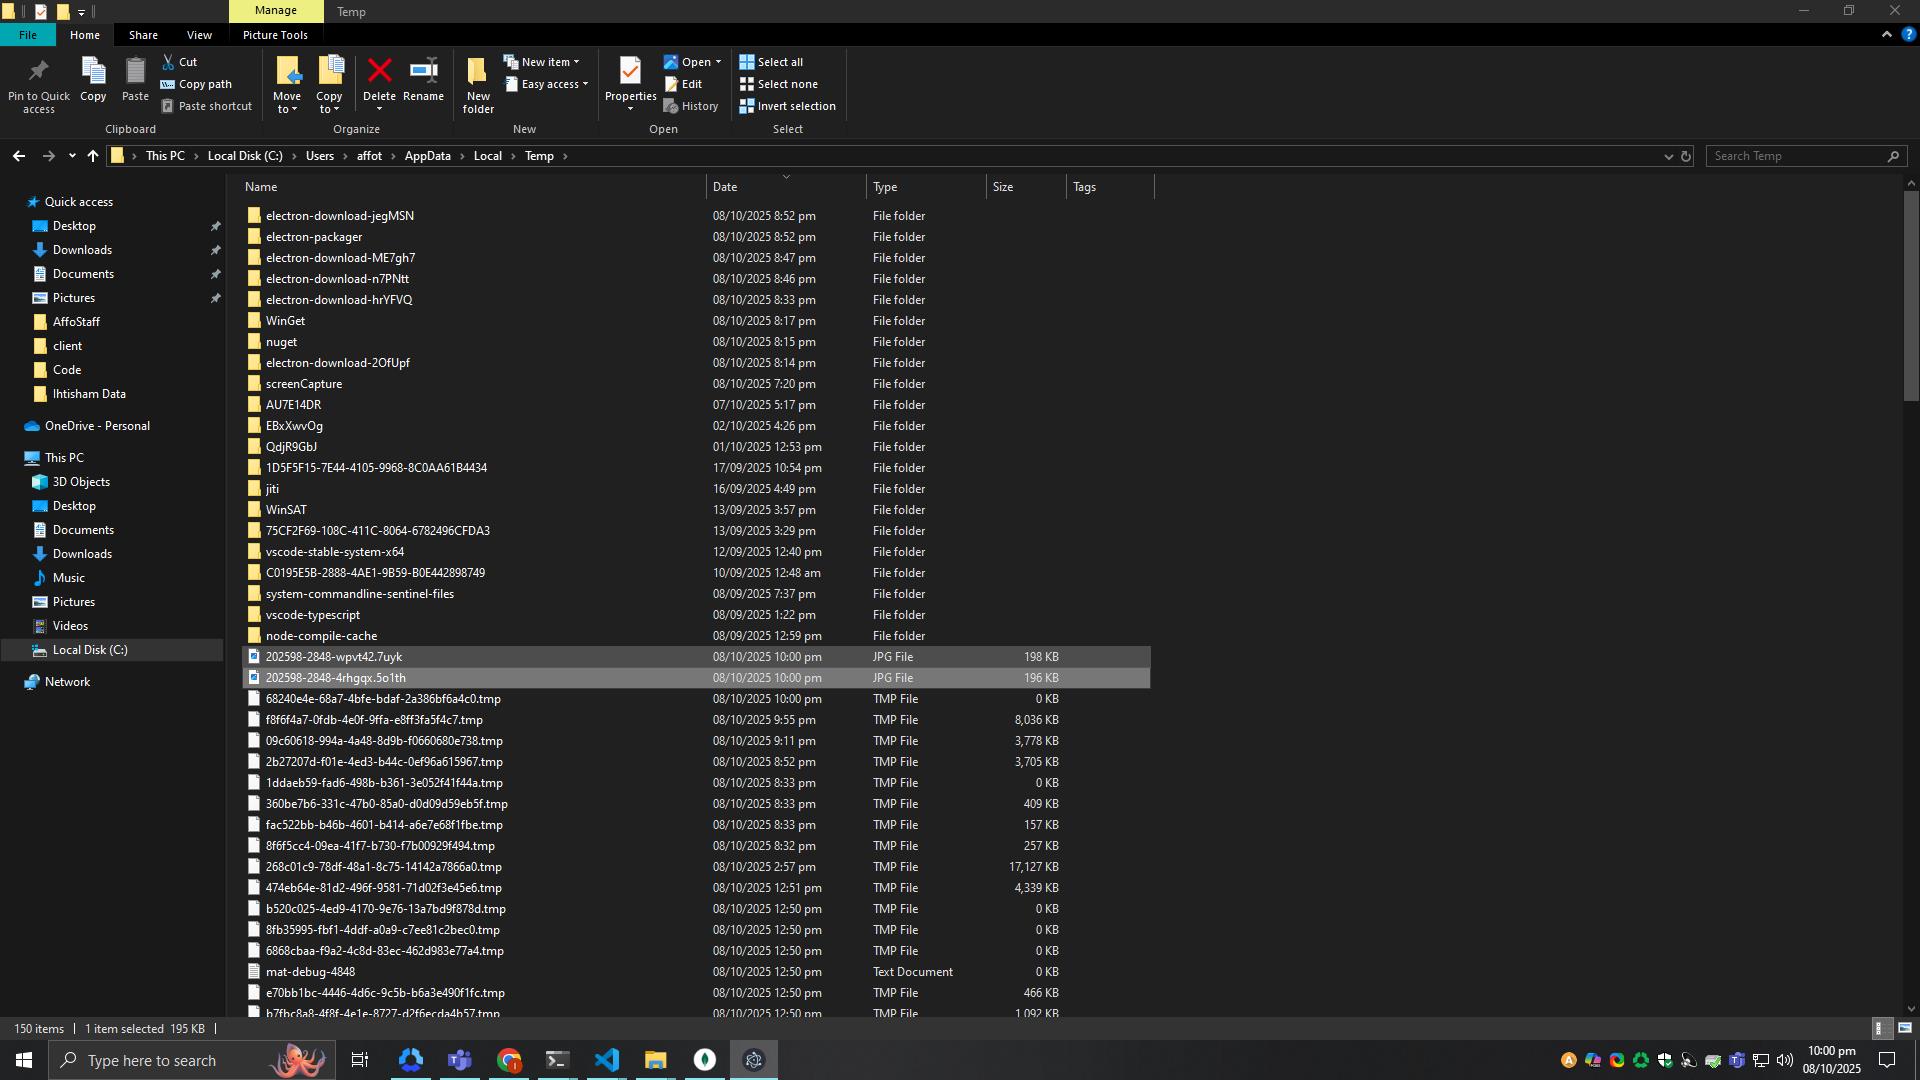 Manage
Temp
File
Home
Share
View
Picture Tools
Pin to Quick access
Copy
Paste
Cut
Copy path
Paste shortcut
Clipboard
Move to
Copy to
Delete
Rename
Organize
New folder
New item
Easy access
New
Properties
Open
Edit
History
Open
Select all
Select none
Invert selection
Select
This PC
Local Disk (C:)
Users
affot
AppData
Local
Temp
Search Temp
Quick access
Desktop
Downloads
Documents
Pictures
AffoStaff
client
Code
Ihtisham Data
OneDrive - Personal
This PC
3D Objects
Desktop
Documents
Downloads
Music
Pictures
Videos
Local Disk (C:)
Network
Name Date Type Size Tags
electron-download-jegMSN 08/10/2025 8:52 pm File folder
electron-packager 08/10/2025 8:52 pm File folder
electron-download-ME7gh7 08/10/2025 8:47 pm File folder
electron-download-n7PNtt 08/10/2025 8:46 pm File folder
electron-download-hrYFVQ 08/10/2025 8:33 pm File folder
WinGet 08/10/2025 8:17 pm File folder
nuget 08/10/2025 8:15 pm File folder
electron-download-2OfUpf 08/10/2025 8:14 pm File folder
screenCapture 08/10/2025 7:20 pm File folder
AU7E14DR 07/10/2025 5:17 pm File folder
EBxXwvOg 02/10/2025 4:26 pm File folder
QdjR9GbJ 01/10/2025 12:53 pm File folder
1D5F5F15-7E44-4105-9968-8C0AA61B4434 17/09/2025 10:54 pm File folder
jiti 16/09/2025 4:49 pm File folder
WinSAT 13/09/2025 3:57 pm File folder
75CF2F69-108C-411C-8064-6782496CFDA3 13/09/2025 3:29 pm File folder
vscode-stable-system-x64 12/09/2025 12:40 pm File folder
C0195E5B-2888-4AE1-9B59-B0E442898749 10/09/2025 12:48 am File folder
system-commandline-sentinel-files 08/09/2025 7:37 pm File folder
vscode-typescript 08/09/2025 1:22 pm File folder
node-compile-cache 08/09/2025 12:59 pm File folder
202598-2848-wpvt42.7uyk 08/10/2025 10:00 pm JPG File 198 KB
202598-2848-4rhgqx.5o1th 08/10/2025 10:00 pm JPG File 196 KB
68240e4e-68a7-4bfe-bdaf-2a386bf6a4c0.tmp 08/10/2025 10:00 pm TMP File 0 KB
f8f6f4a7-0fdb-4e0f-9ffa-e8ff3fa5f4c7.tmp 08/10/2025 9:55 pm TMP File 8,036 KB
09c60618-994a-4a48-8d9b-f0660680e738.tmp 08/10/2025 9:11 pm TMP File 3,778 KB
2b27207d-f01e-4ed3-b44c-0ef96a615967.tmp 08/10/2025 8:52 pm TMP File 3,705 KB
1ddaeb59-fad6-498b-b361-3e052f41f44a.tmp 08/10/2025 8:33 pm TMP File 0 KB
360be7b6-331c-47b0-85a0-d0d09d59eb5f.tmp 08/10/2025 8:33 pm TMP File 409 KB
fac522bb-b46b-4601-b414-a6e7e68f1fbe.tmp 08/10/2025 8:33 pm TMP File 157 KB
8f6f5cc4-09ea-41f7-b730-f7b00929f494.tmp 08/10/2025 8:32 pm TMP File 257 KB
268c01c9-78df-48a1-8c75-14142a7866a0.tmp 08/10/2025 2:57 pm TMP File 17,127 KB
474eb64e-81d2-496f-9581-71d02f3e45e6.tmp 08/10/2025 12:51 pm TMP File 4,339 KB
b520c025-4ed9-4170-9e76-13a7bd9f878d.tmp 08/10/2025 12:50 pm TMP File 0 KB
8fb35995-fbf1-4ddf-a0a9-c7ee81c2bec0.tmp 08/10/2025 12:50 pm TMP File 0 KB
6868cbaa-f9a2-4c8d-83ec-462d983e77a4.tmp 08/10/2025 12:50 pm TMP File 0 KB
mat-debug-4848 08/10/2025 12:50 pm Text Document 0 KB
e70bb1bc-4446-4d6c-9c5b-b6a3e490f1fc.tmp 08/10/2025 12:50 pm TMP File 466 KB
b7fbc8a8-4f8f-4e1e-8727-d2f6ecda4b57.tmp 08/10/2025 12:50 pm TMP File 1,092 KB
150 items 1 item selected 195 KB
Type here to search
10:00 pm
08/10/2025